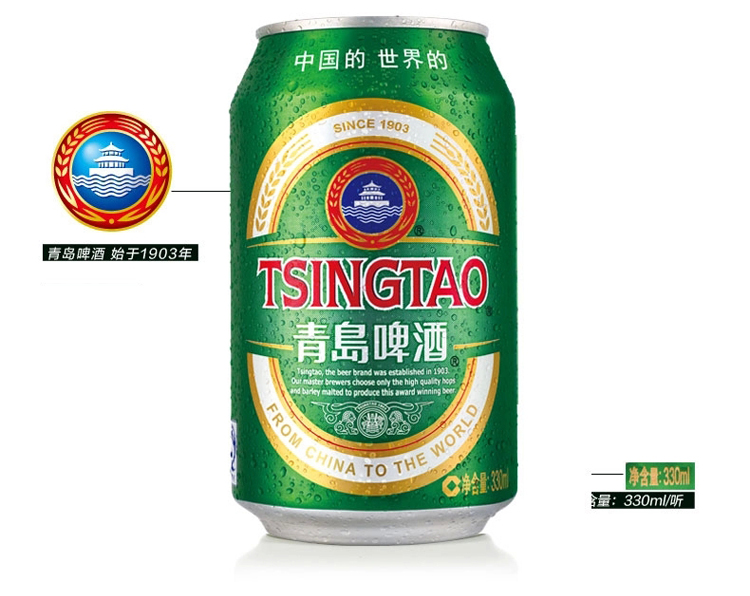 中国的 世界的
SINCE 1903
青岛啤酒 始于1903年
TSINGTAO
青島啤酒
Tsingtao, the beer brand was established in 1903.
Our master brewers choose only the high quality hops
and barley malted to produce this award winning beer.
FROM CHINA TO THE WORLD
净含量: 330ml
净含量: 330ml
含量: 330ml/听